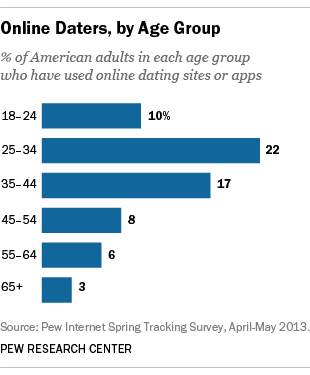 Online Daters, by Age Group
% of American adults in each age group
who have used online dating sites or apps
18–24 10%
25–34 22
35–44 17
45–54 8
55–64 6
65+ 3
Source: Pew Internet Spring Tracking Survey, April-May 2013.
PEW RESEARCH CENTER